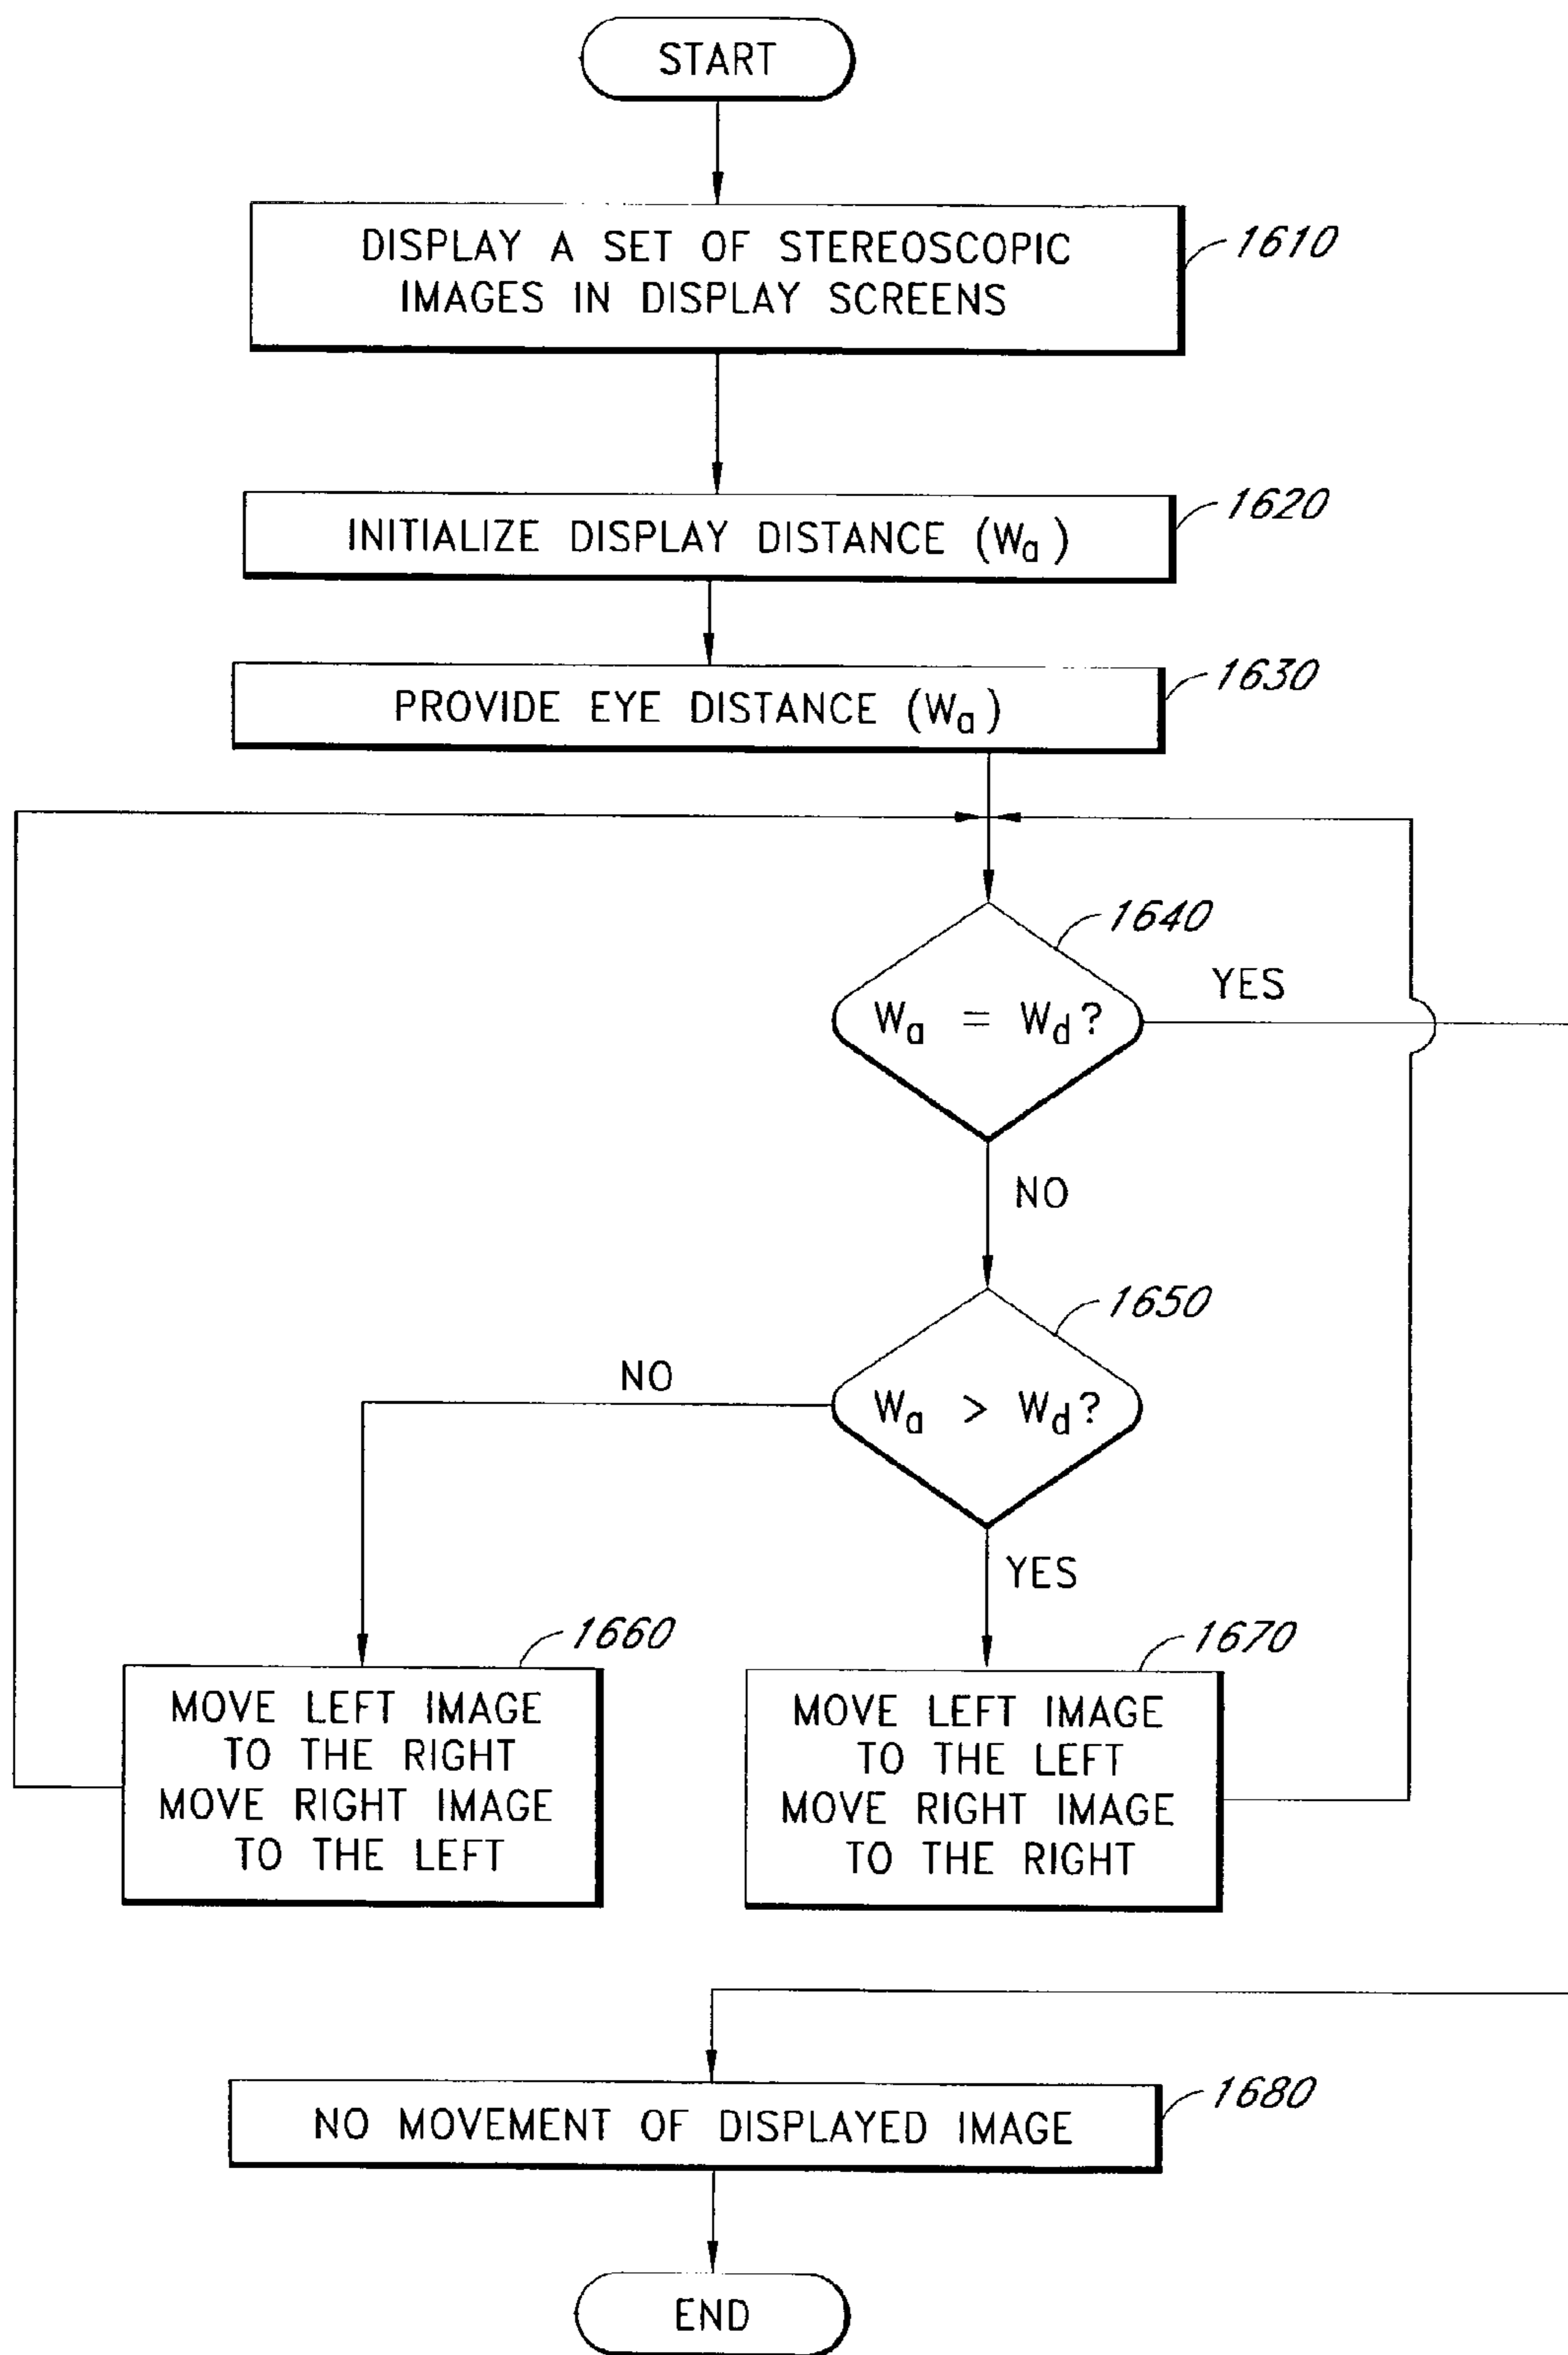 START
DISPLAY A SET OF STEREOSCOPIC
IMAGES IN DISPLAY SCREENS
1610
INITIALIZE DISPLAY DISTANCE (Wa)
1620
PROVIDE EYE DISTANCE (Wa)
1630
1640
Wa = Wd?
YES
NO
1650
Wa > Wd?
NO
YES
1660
MOVE LEFT IMAGE
TO THE RIGHT
MOVE RIGHT IMAGE
TO THE LEFT
1670
MOVE LEFT IMAGE
TO THE LEFT
MOVE RIGHT IMAGE
TO THE RIGHT
NO MOVEMENT OF DISPLAYED IMAGE
1680
END